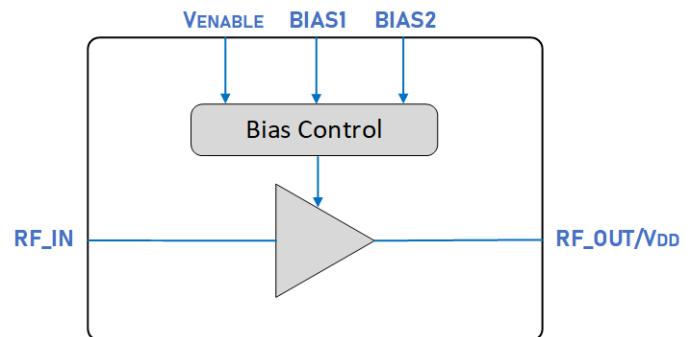 VENABLE BIAS1 BIAS2
Bias Control
RF_IN RF_OUT/VDD